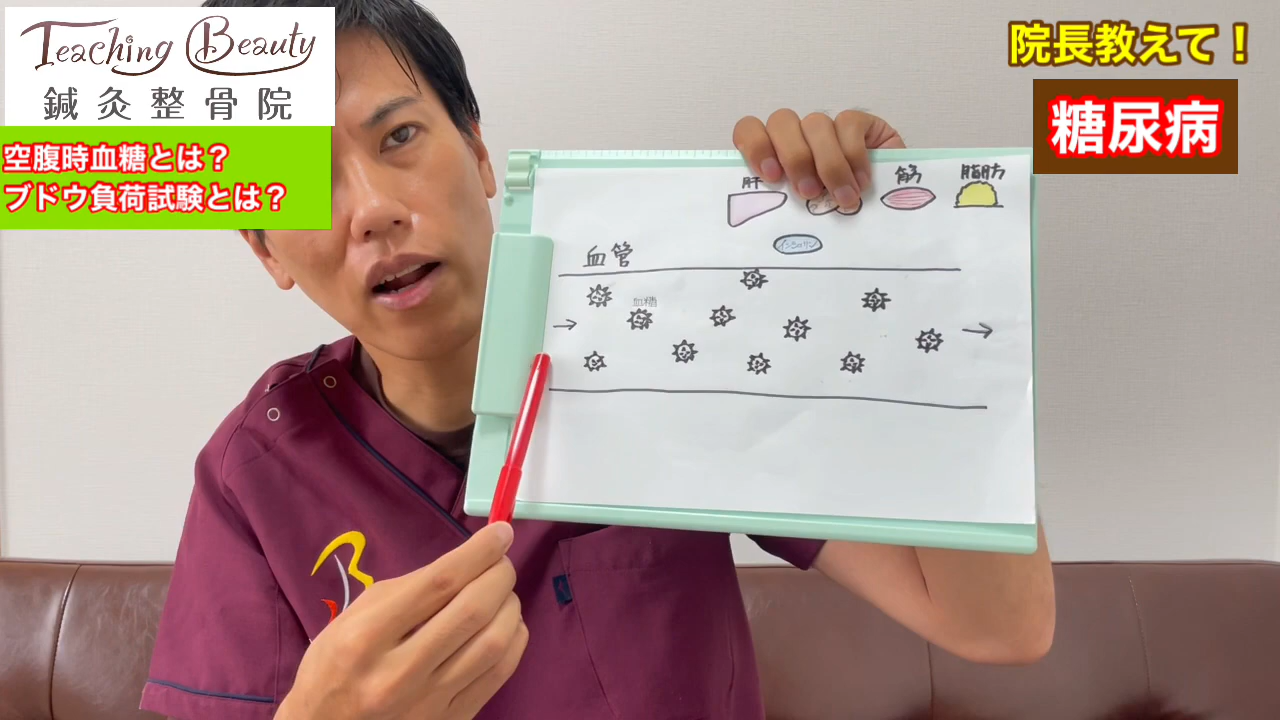 Teaching Beauty
鍼灸整骨院
空腹時血糖とは？
ブドウ負荷試験とは？
院長教えて！
糖尿病
肝
筋
脂肪
インシュリン
血管
血糖